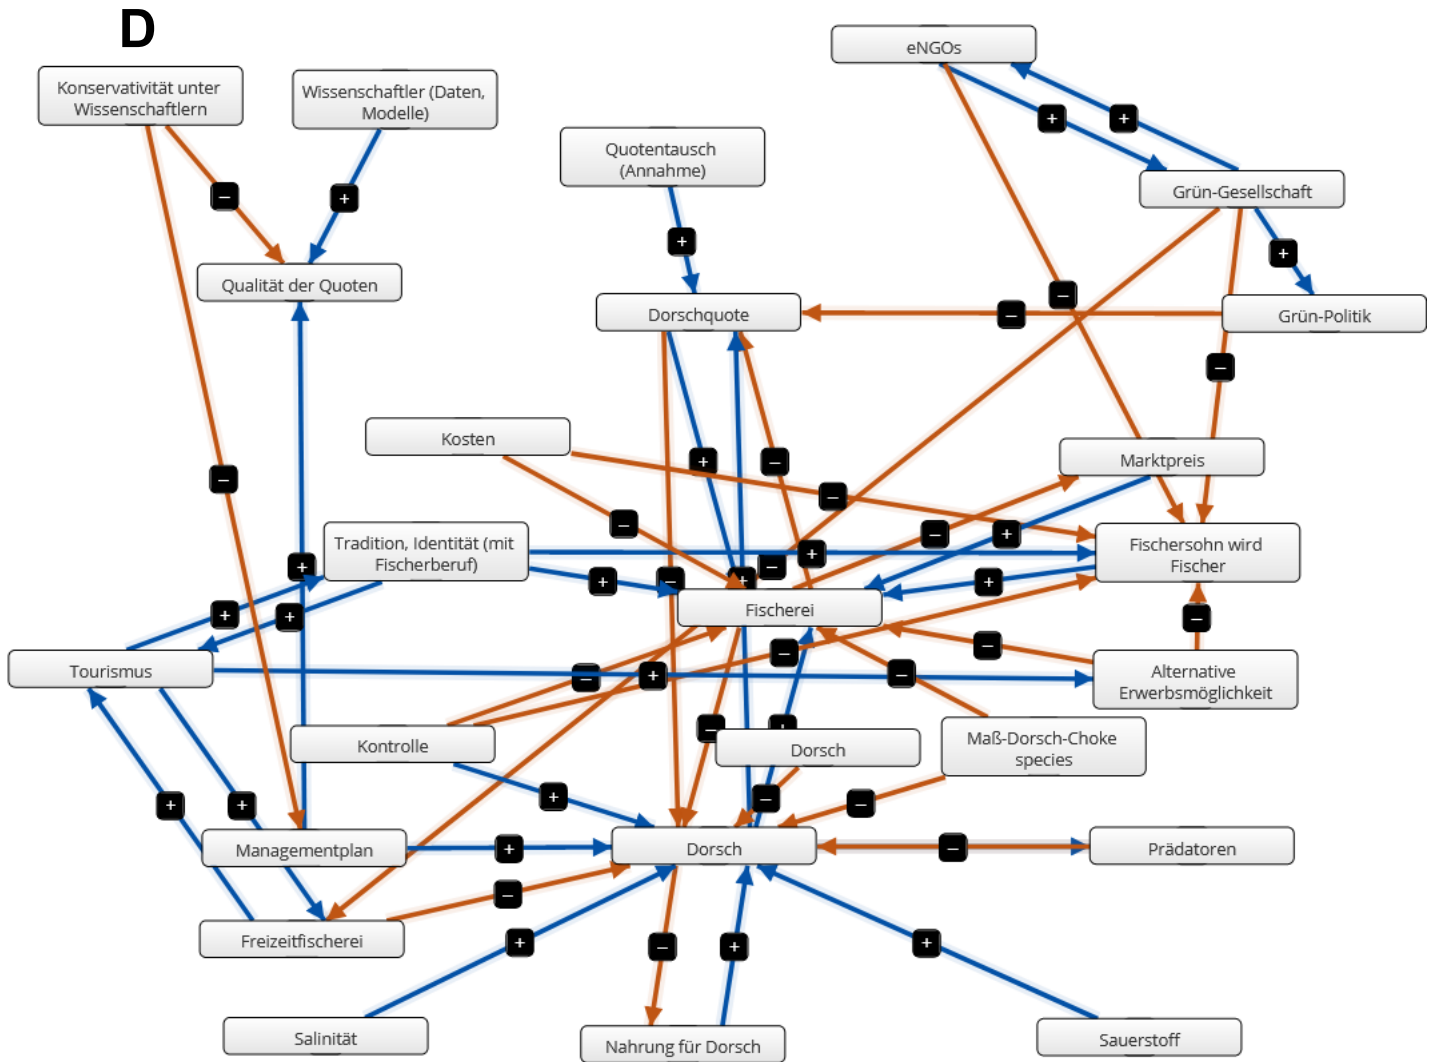 D
eNGOs
Konservativität unter
Wissenschaftlern
Wissenschaftler (Daten,
Modelle)
Quotentausch
(Annahme)
Grün-Gesellschaft
Qualität der Quoten
Dorschquote
Grün-Politik
Kosten
Marktpreis
Tradition, Identität (mit
Fischerberuf)
Fischersohn wird
Fischer
Fischerei
Tourismus
Alternative
Erwerbsmöglichkeit
Kontrolle
Dorsch
Maß-Dorsch-Choke
species
Managementplan
Dorsch
Prädatoren
Freizeitfischerei
Salinität
Nahrung für Dorsch
Sauerstoff